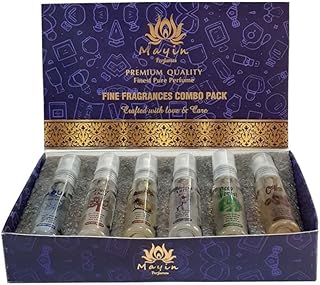 Mayin
Perfumes
PREMIUM QUALITY
Finest Pure Perfume
FINE FRAGRANCES COMBO PACK
Crafted with love & Care
Mayin
Perfumes